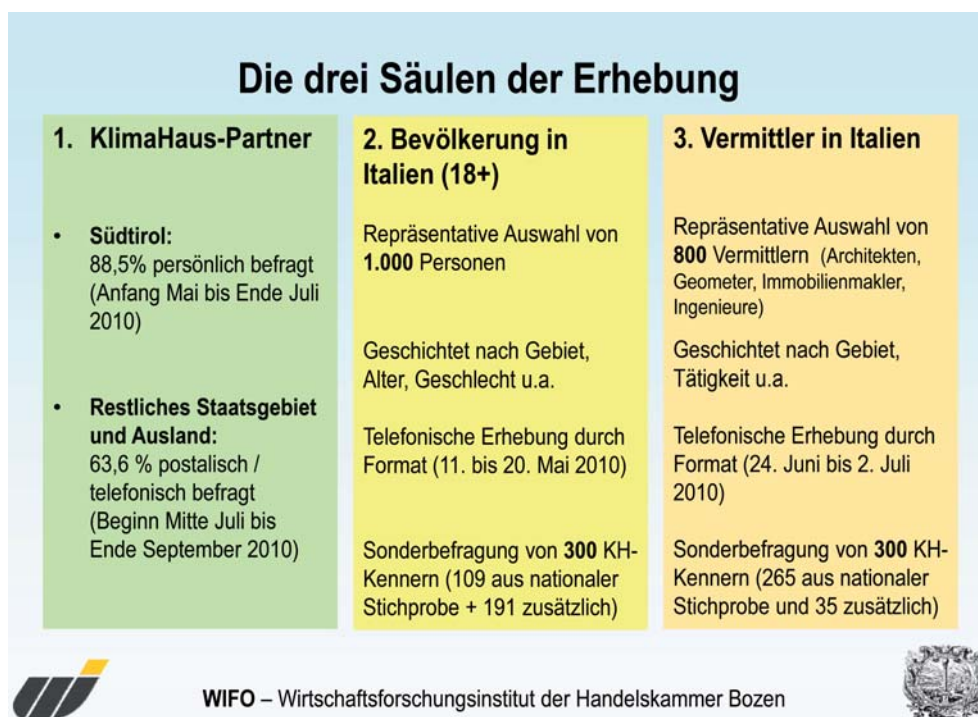 Die drei Säulen der Erhebung
1. KlimaHaus-Partner
• Südtirol:
88,5% persönlich befragt
(Anfang Mai bis Ende Juli
2010)
• Restliches Staatsgebiet
und Ausland:
63,6 % postalisch /
telefonisch befragt
(Beginn Mitte Juli bis
Ende September 2010)
2. Bevölkerung in
Italien (18+)
Repräsentative Auswahl von
1.000 Personen
Geschichtet nach Gebiet,
Alter, Geschlecht u.a.
Telefonische Erhebung durch
Format (11. bis 20. Mai 2010)
Sonderbefragung von 300 KH-
Kennern (109 aus nationaler
Stichprobe + 191 zusätzlich)
3. Vermittler in Italien
Repräsentative Auswahl von
800 Vermittlern (Architekten,
Geometer, Immobilienmakler,
Ingenieure)
Geschichtet nach Gebiet,
Tätigkeit u.a.
Telefonische Erhebung durch
Format (24. Juni bis 2. Juli
2010)
Sonderbefragung von 300 KH-
Kennern (265 aus nationaler
Stichprobe und 35 zusätzlich)
WIFO – Wirtschaftsforschungsinstitut der Handelskammer Bozen